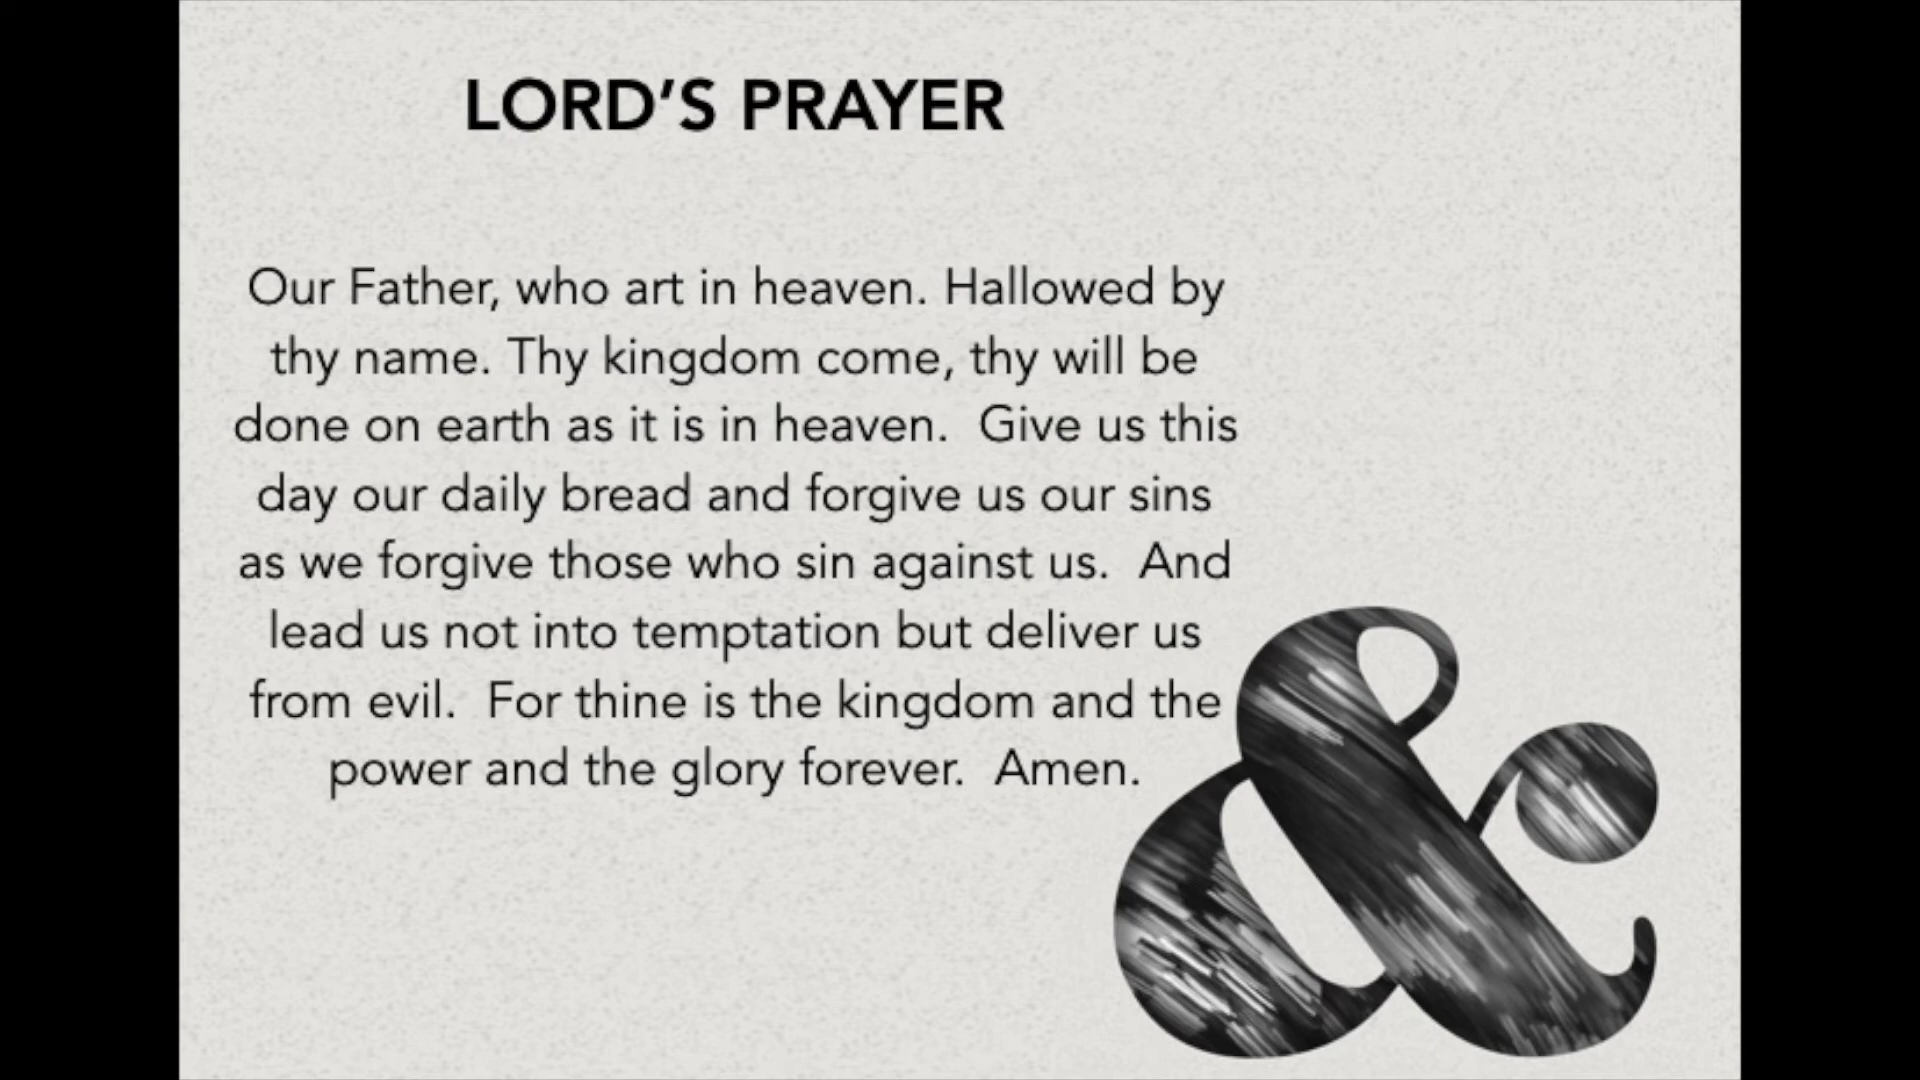 LORD’S PRAYER
Our Father, who art in heaven. Hallowed by
thy name. Thy kingdom come, thy will be
done on earth as it is in heaven.  Give us this
day our daily bread and forgive us our sins
as we forgive those who sin against us.  And
lead us not into temptation but deliver us
from evil.  For thine is the kingdom and the
power and the glory forever.  Amen.
&